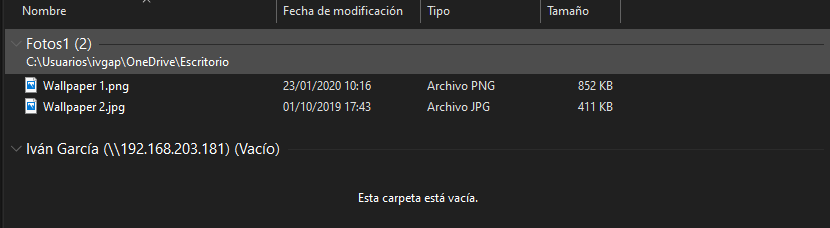 Nombre Fecha de modificación Tipo Tamaño
Fotos1 (2)
C:\Usuarios\ivgap\OneDrive\Escritorio
Wallpaper 1.png 23/01/2020 10:16 Archivo PNG 852 KB
Wallpaper 2.jpg 01/10/2019 17:43 Archivo JPG 411 KB
Iván García (\\192.168.203.181) (Vacío)
Esta carpeta está vacía.